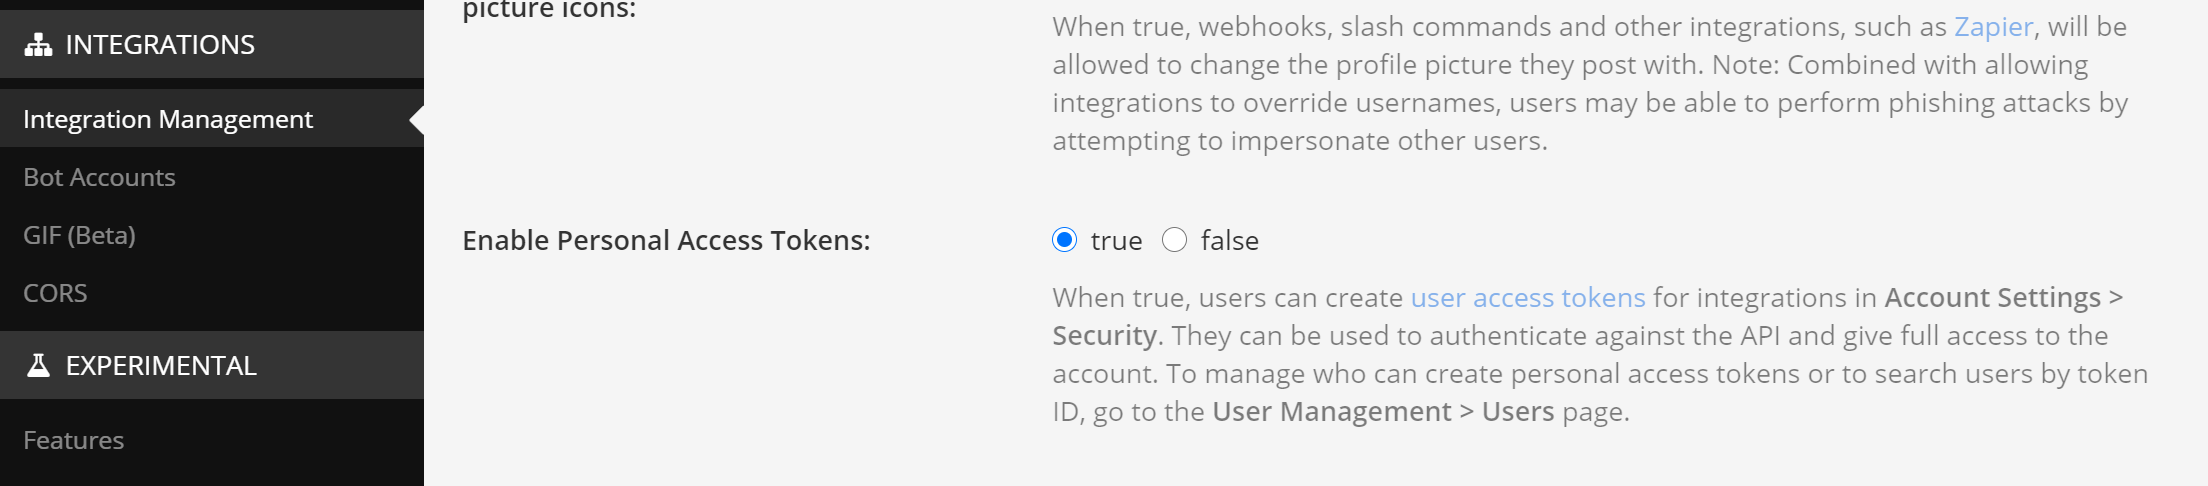 INTEGRATIONS
Integration Management
Bot Accounts
GIF (Beta)
CORS
EXPERIMENTAL
Features
picture icons:
When true, webhooks, slash commands and other integrations, such as Zapier, will be
allowed to change the profile picture they post with. Note: Combined with allowing
integrations to override usernames, users may be able to perform phishing attacks by
attempting to impersonate other users.
Enable Personal Access Tokens:
true false
When true, users can create user access tokens for integrations in Account Settings >
Security. They can be used to authenticate against the API and give full access to the
account. To manage who can create personal access tokens or to search users by token
ID, go to the User Management > Users page.